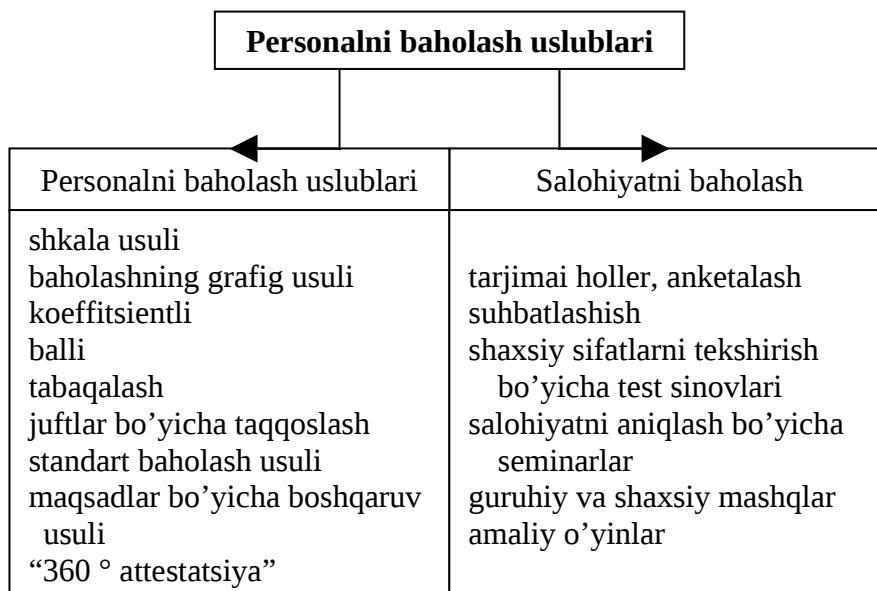 Personalni baholash uslublari
Personalni baholash uslublari
shkala usuli
baholashning grafig usuli
koeffitsientli
balli
tabaqalash
juftlar bo’yicha taqqoslash
standart baholash usuli
maqsadlar bo’yicha boshqaruv
usuli
“360 ° attestatsiya”
Salohiyatni baholash
tarjimai holler, anketalash
suhbatlashish
shaxsiy sifatlarni tekshirish
bo’yicha test sinovlari
salohiyatni aniqlash bo’yicha
seminarlar
guruhiy va shaxsiy mashqlar
amaliy o’yinlar